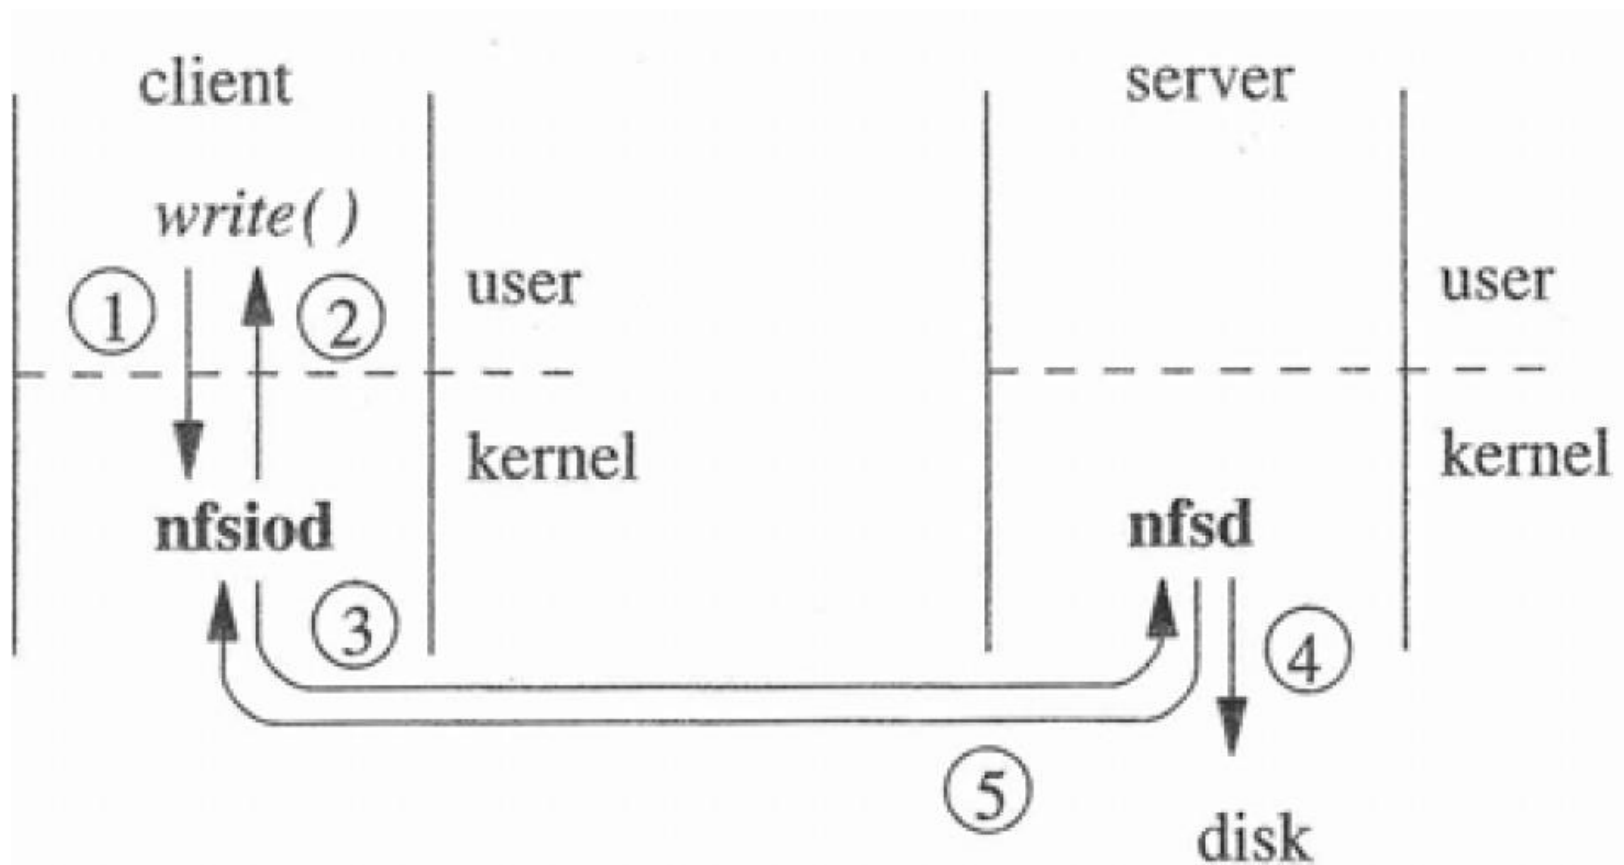 client
server
write( )
1
2
user
user
kernel
kernel
nfsiod
nfsd
3
4
5
disk